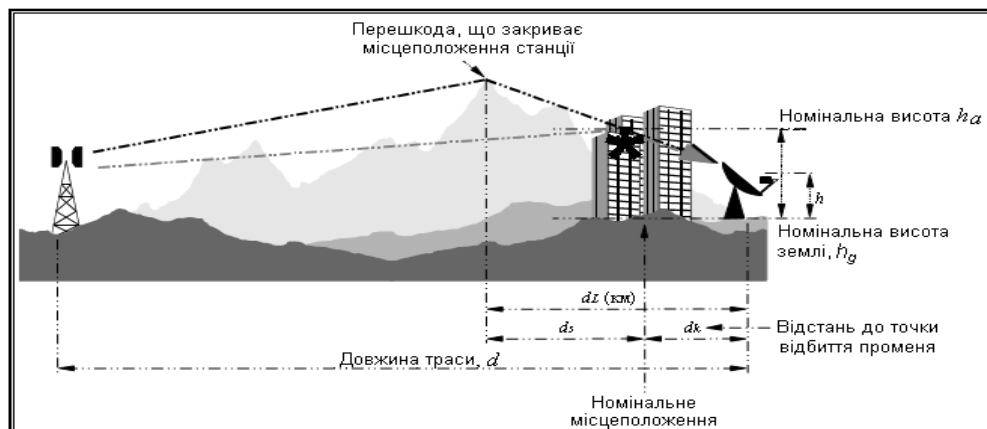 Перешкода, що закриває
місцеположення станції
Номінальна висота ha
h
Номінальна висота
землі, hg
dL (км)
ds
dk
Відстань до точки
відбиття променя
Довжина траси, d
Номінальне
місцеположення